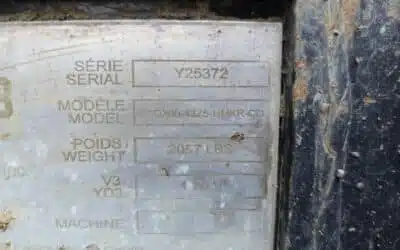 SÉRIE
SERIAL Y25372
MODÈLE
MODEL
POIDS
WEIGHT 2057 LBS
V3
YD3
MACHINE